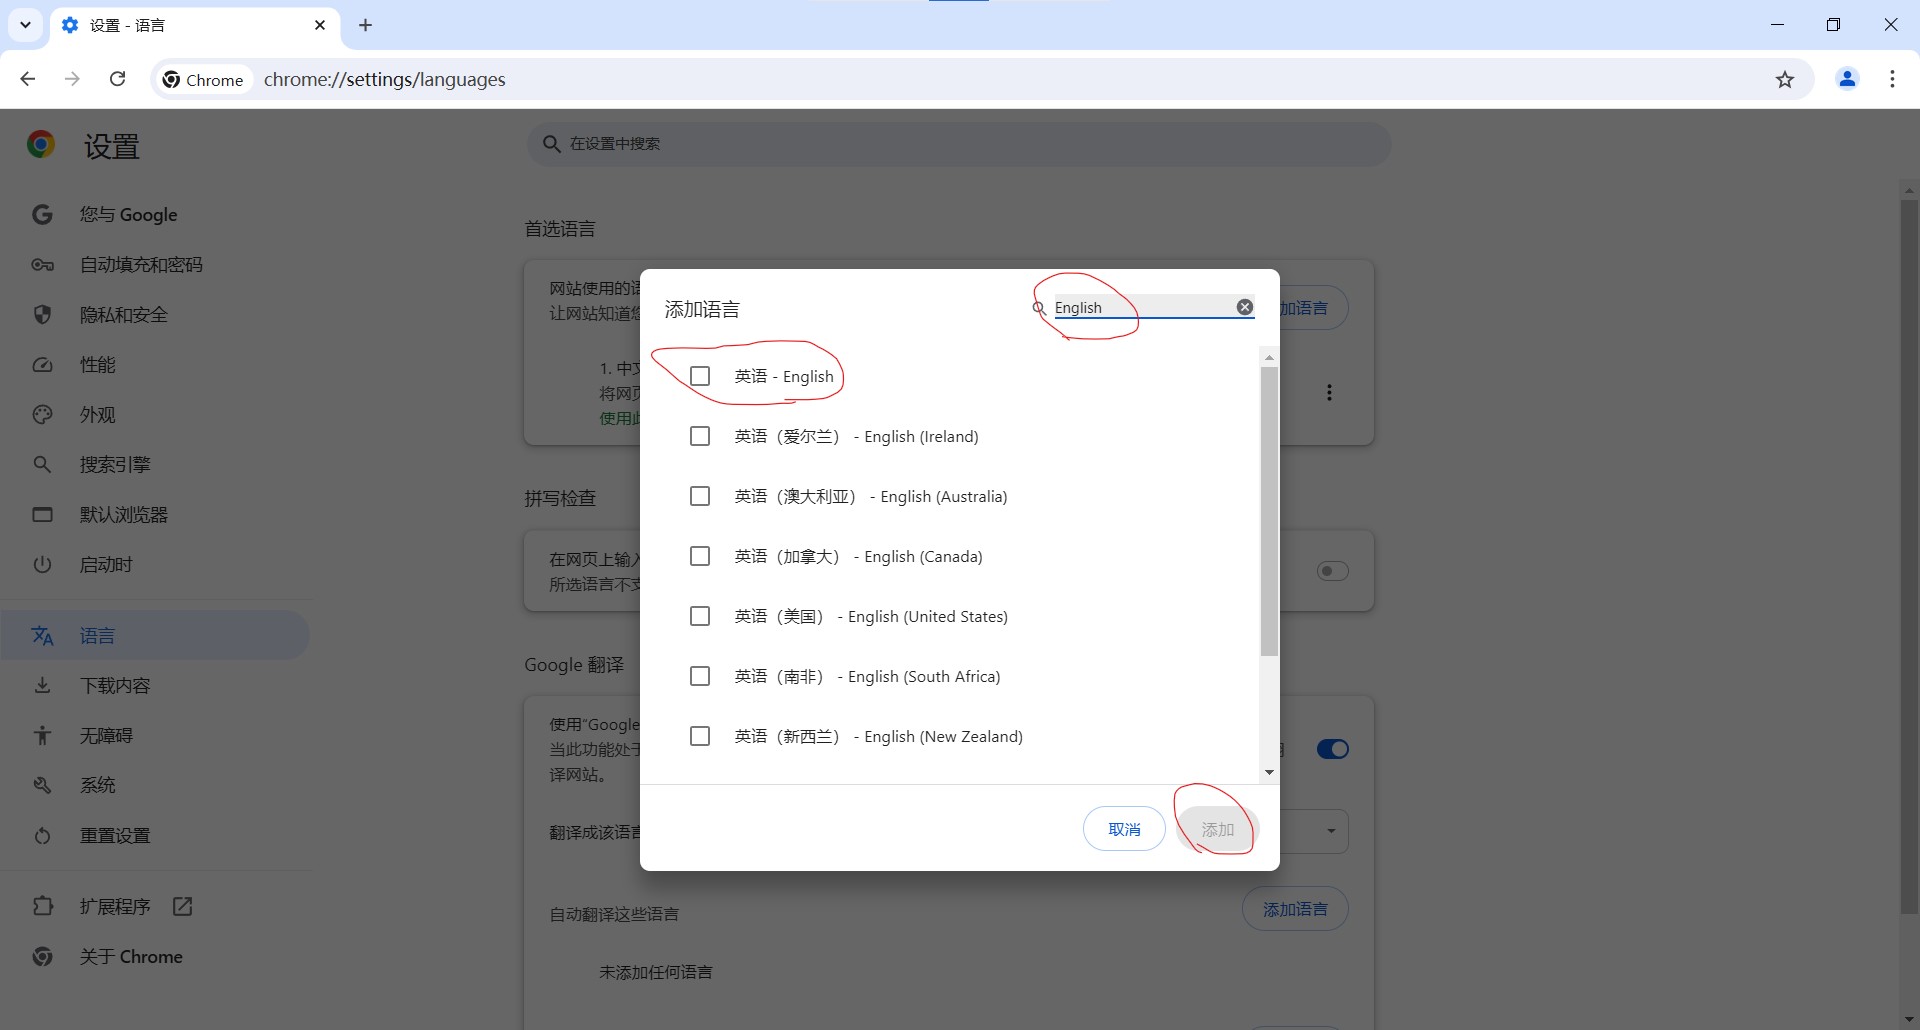 设置 - 语言
Chrome
chrome://settings/languages
设置
在设置中搜索
您与 Google
自动填充和密码
隐私和安全
性能
外观
搜索引擎
默认浏览器
启动时
语言
下载内容
无障碍
系统
重置设置
扩展程序
关于 Chrome
首选语言
网站使用的语
让网站知道您
加语言
1. 中文
将网页
使用此
拼写检查
在网页上输入
所选语言不支
Google 翻译
使用“Google
当此功能处于
译网站。
翻译成该语言
自动翻译这些语言
添加语言
未添加任何语言
添加语言
English
英语 - English
英语（爱尔兰） - English (Ireland)
英语（澳大利亚） - English (Australia)
英语（加拿大） - English (Canada)
英语（美国） - English (United States)
英语（南非） - English (South Africa)
英语（新西兰） - English (New Zealand)
取消
添加